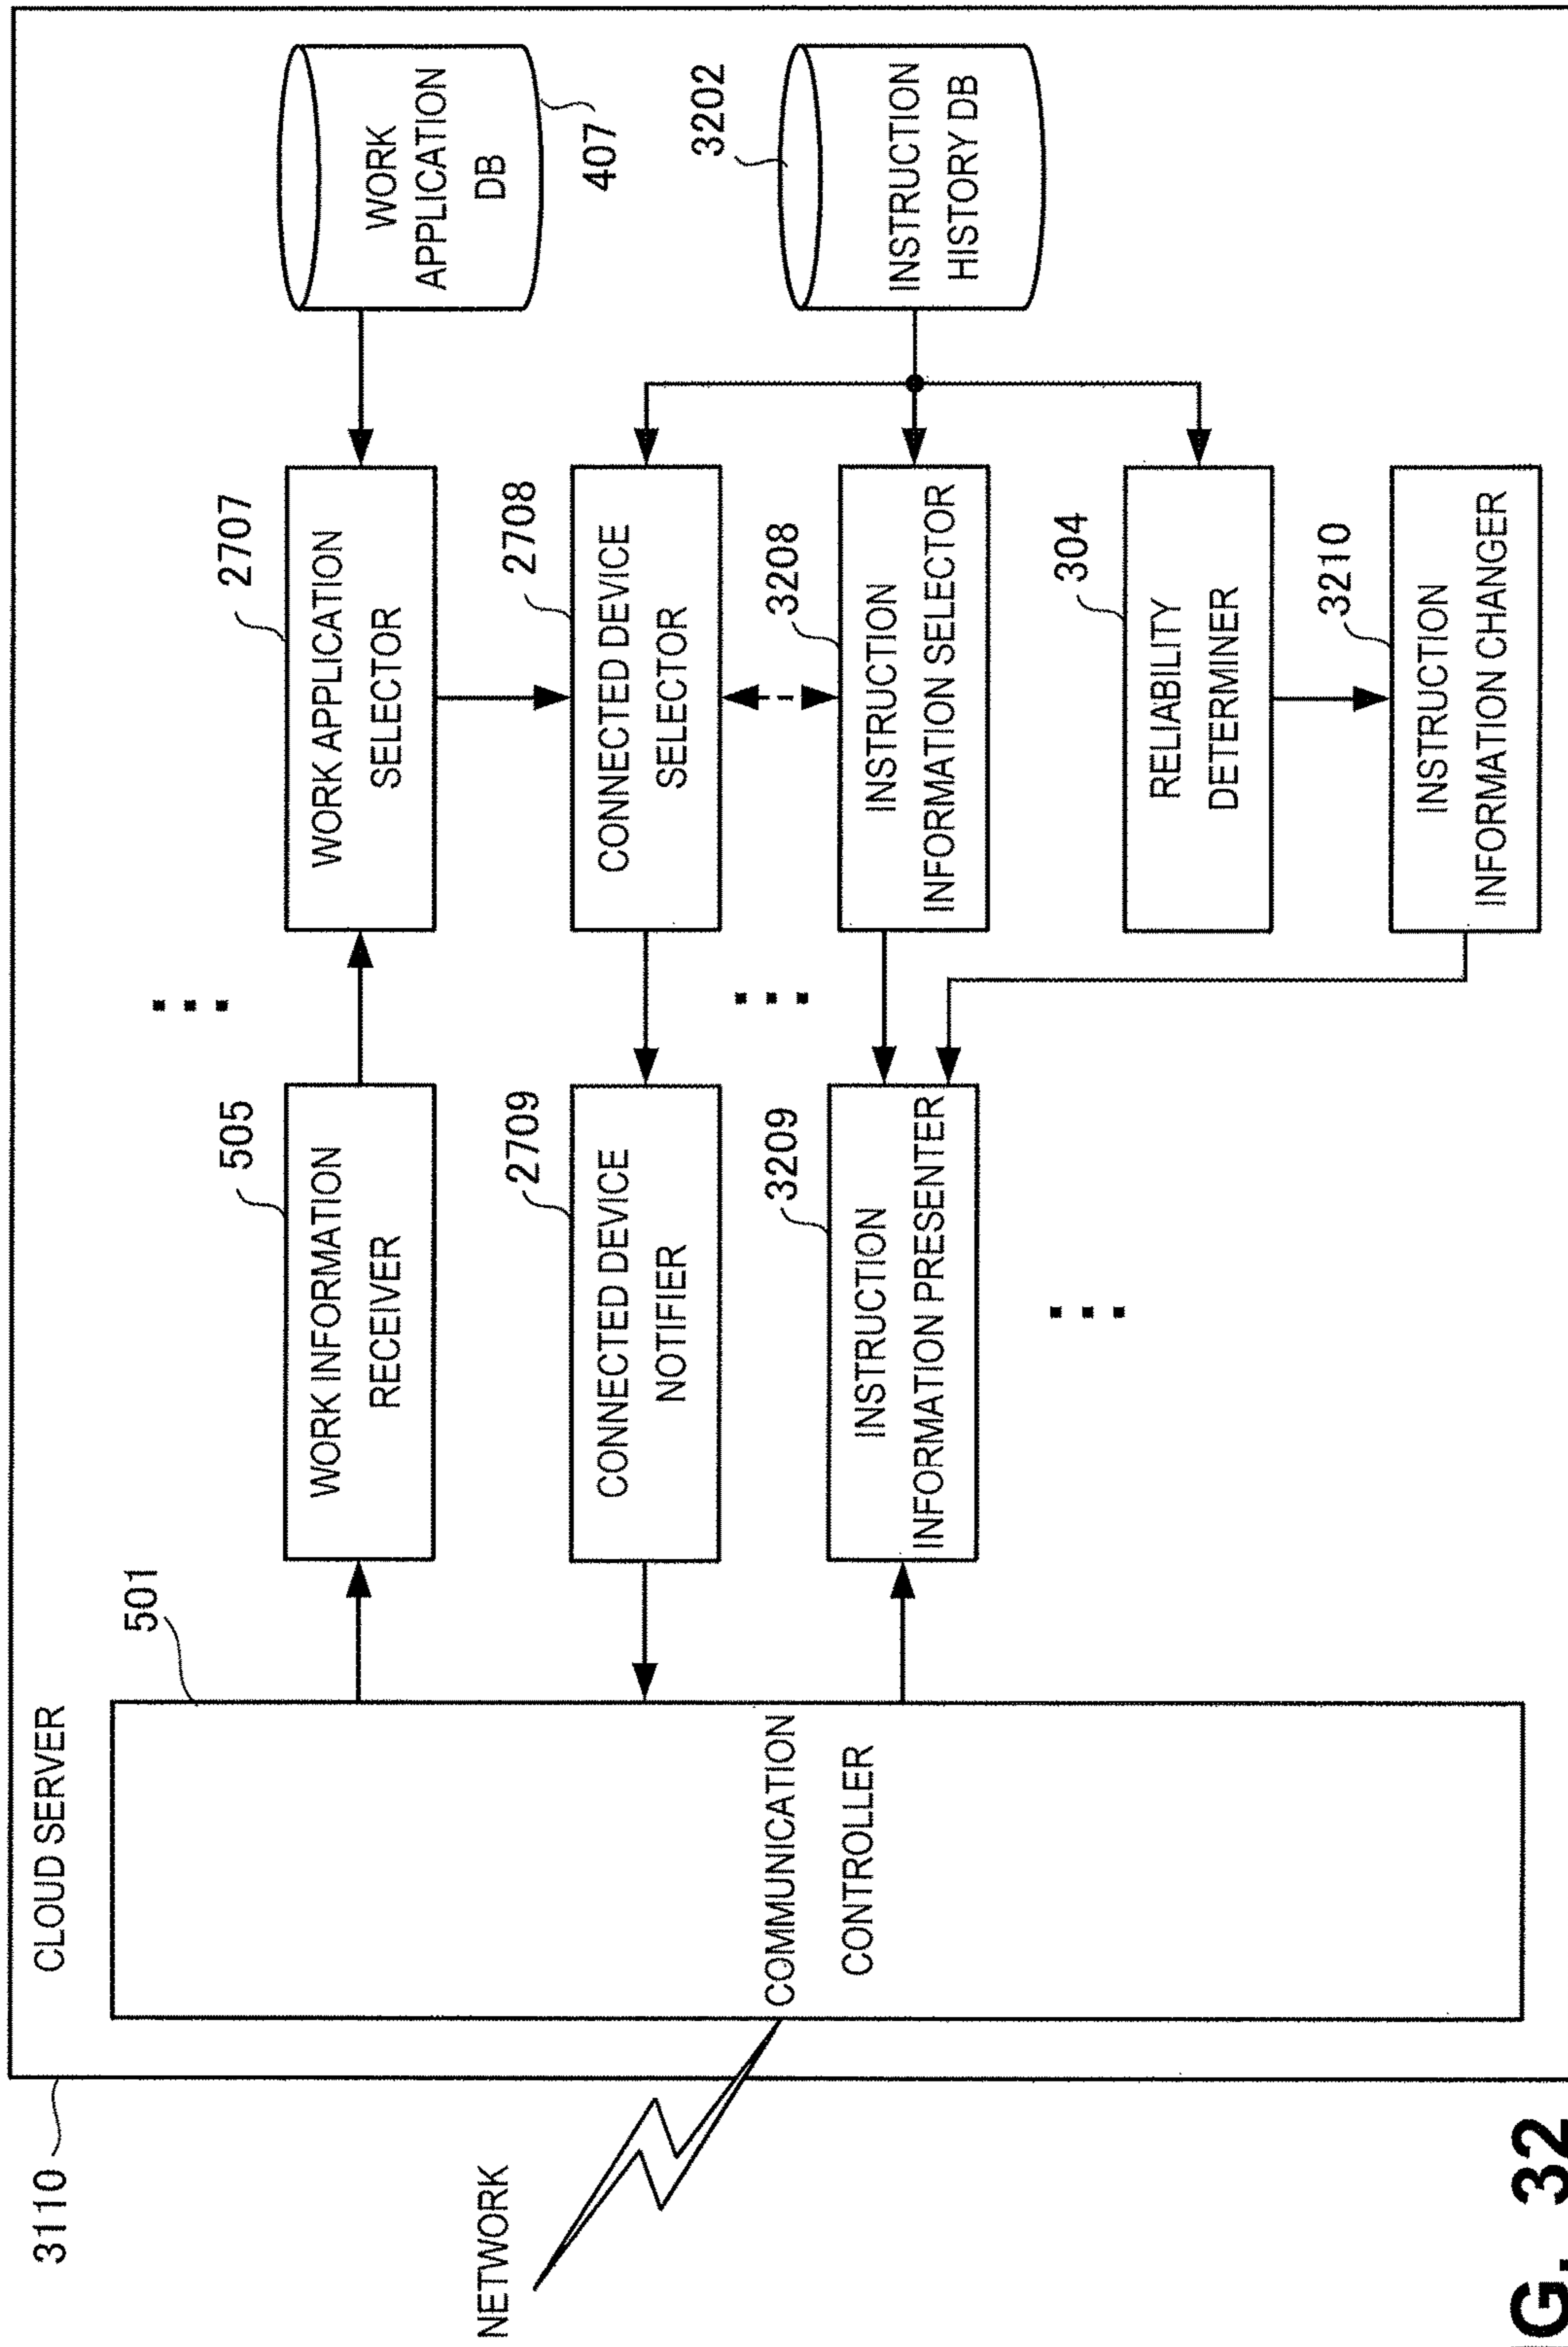 3110
CLOUD SERVER
NETWORK
501
COMMUNICATION
CONTROLLER
505
WORK INFORMATION
RECEIVER
2707
WORK APPLICATION
SELECTOR
WORK
APPLICATION
DB
407
2709
CONNECTED DEVICE
NOTIFIER
2708
CONNECTED DEVICE
SELECTOR
3202
INSTRUCTION
HISTORY DB
3209
INSTRUCTION
INFORMATION PRESENTER
3208
INSTRUCTION
INFORMATION SELECTOR
304
RELIABILITY
DETERMINER
3210
INSTRUCTION
INFORMATION CHANGER
G. 32